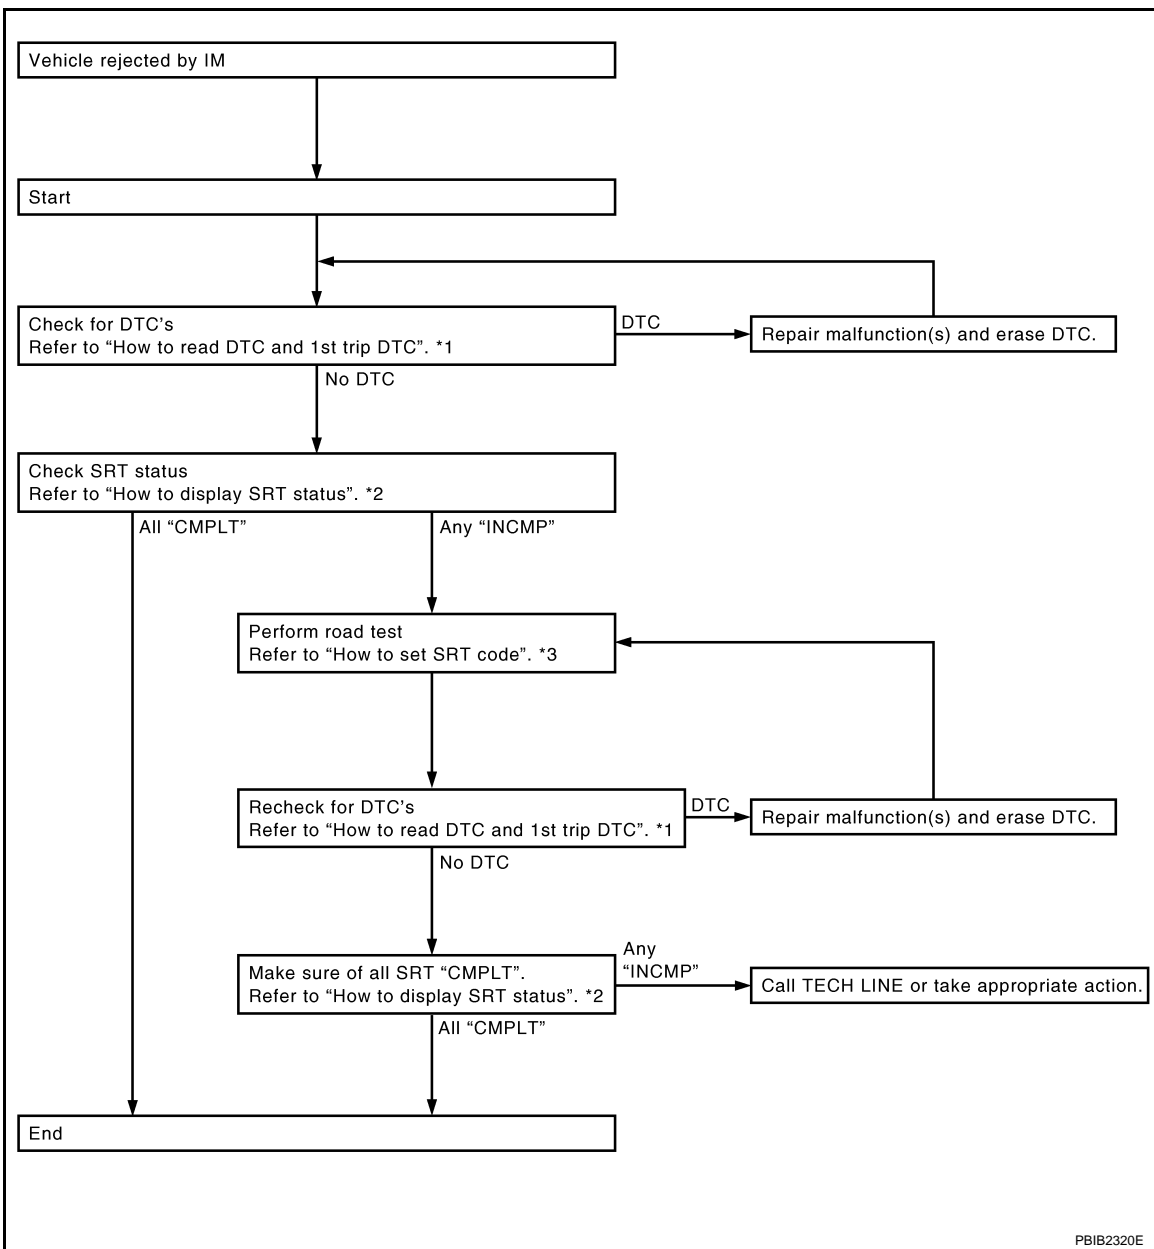 Vehicle rejected by IM
Start
Check for DTC's
Refer to “How to read DTC and 1st trip DTC”. *1
DTC
Repair malfunction(s) and erase DTC.
No DTC
Check SRT status
Refer to “How to display SRT status”. *2
All “CMPLT”
Any “INCMP”
Perform road test
Refer to “How to set SRT code”. *3
Recheck for DTC's
Refer to “How to read DTC and 1st trip DTC”. *1
DTC
Repair malfunction(s) and erase DTC.
No DTC
Make sure of all SRT “CMPLT”.
Refer to “How to display SRT status”. *2
Any
“INCMP”
Call TECH LINE or take appropriate action.
All “CMPLT”
End
PBIB2320E